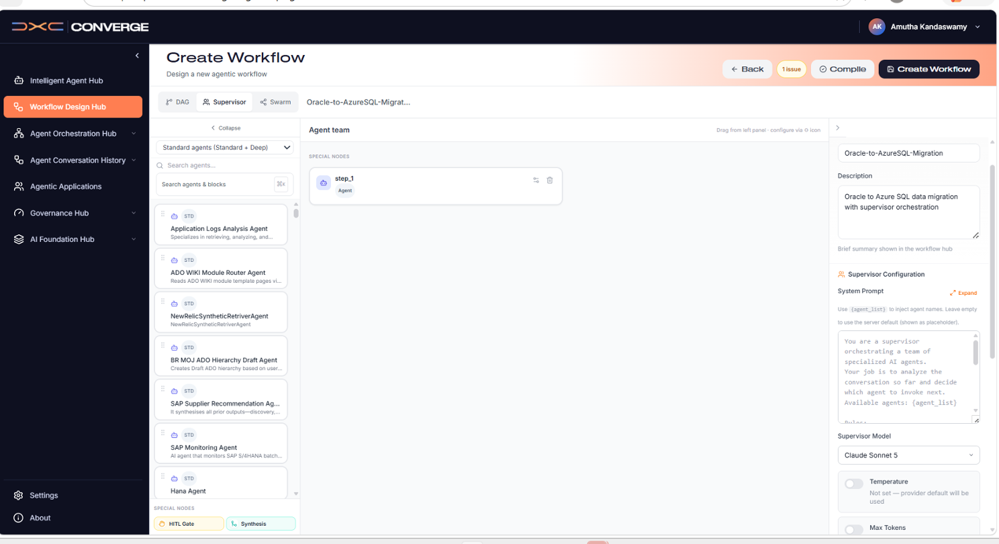 DXC CONVERGE
AK Amutha Kandaswamy
Intelligent Agent Hub
Workflow Design Hub
Agent Orchestration Hub
Agent Conversation History
Agentic Applications
Governance Hub
AI Foundation Hub
Settings
About
Create Workflow
Design a new agentic workflow
Back
1 issue
Compile
Create Workflow
DAG
Supervisor
Swarm
Oracle-to-AzureSQL-Migrat...
Collapse
Standard agents (Standard + Deep)
Search agents...
Search agents & blocks ⌘K
STD
Application Logs Analysis Agent
Specializes in retrieving, analyzing, and...
STD
ADO WIKI Module Router Agent
Reads ADO WIKI module template pages vi...
STD
NewRelicSyntheticRetriverAgent
NewRelicSyntheticRetriverAgent
STD
BR MOJ ADO Hierarchy Draft Agent
Creates Draft ADO hierarchy based on user...
STD
SAP Supplier Recommendation Ag...
It synthesises all prior outputs—discovery,...
STD
SAP Monitoring Agent
AI agent that monitors SAP S/4HANA batch...
STD
Hana Agent
SPECIAL NODES
HITL Gate
Synthesis
Agent team
Drag from left panel · configure via icon
SPECIAL NODES
step_1
Agent
Oracle-to-AzureSQL-Migration
Description
Oracle to Azure SQL data migration
with supervisor orchestration
Brief summary shown in the workflow hub
Supervisor Configuration
System Prompt
Expand
Use {agent_list} to inject agent names. Leave empty
to use the server default (shown as placeholder).
You are a supervisor
orchestrating a team of
specialized AI agents.
Your job is to analyze the
conversation so far and decide
which agent to invoke next.
Available agents: {agent_list}
Rules:
Supervisor Model
Claude Sonnet 5
Temperature
Not set — provider default will be
used
Max Tokens